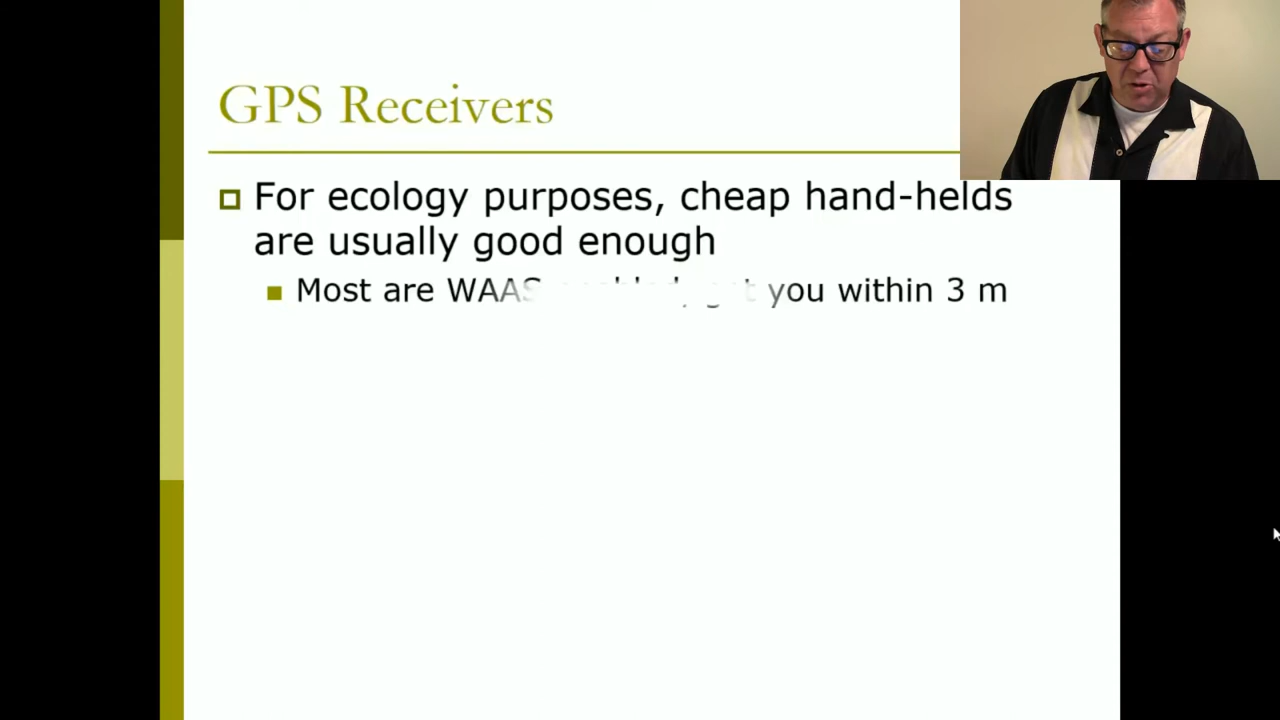 GPS Receivers
For ecology purposes, cheap hand-helds
are usually good enough
Most are WAAS you within 3 m